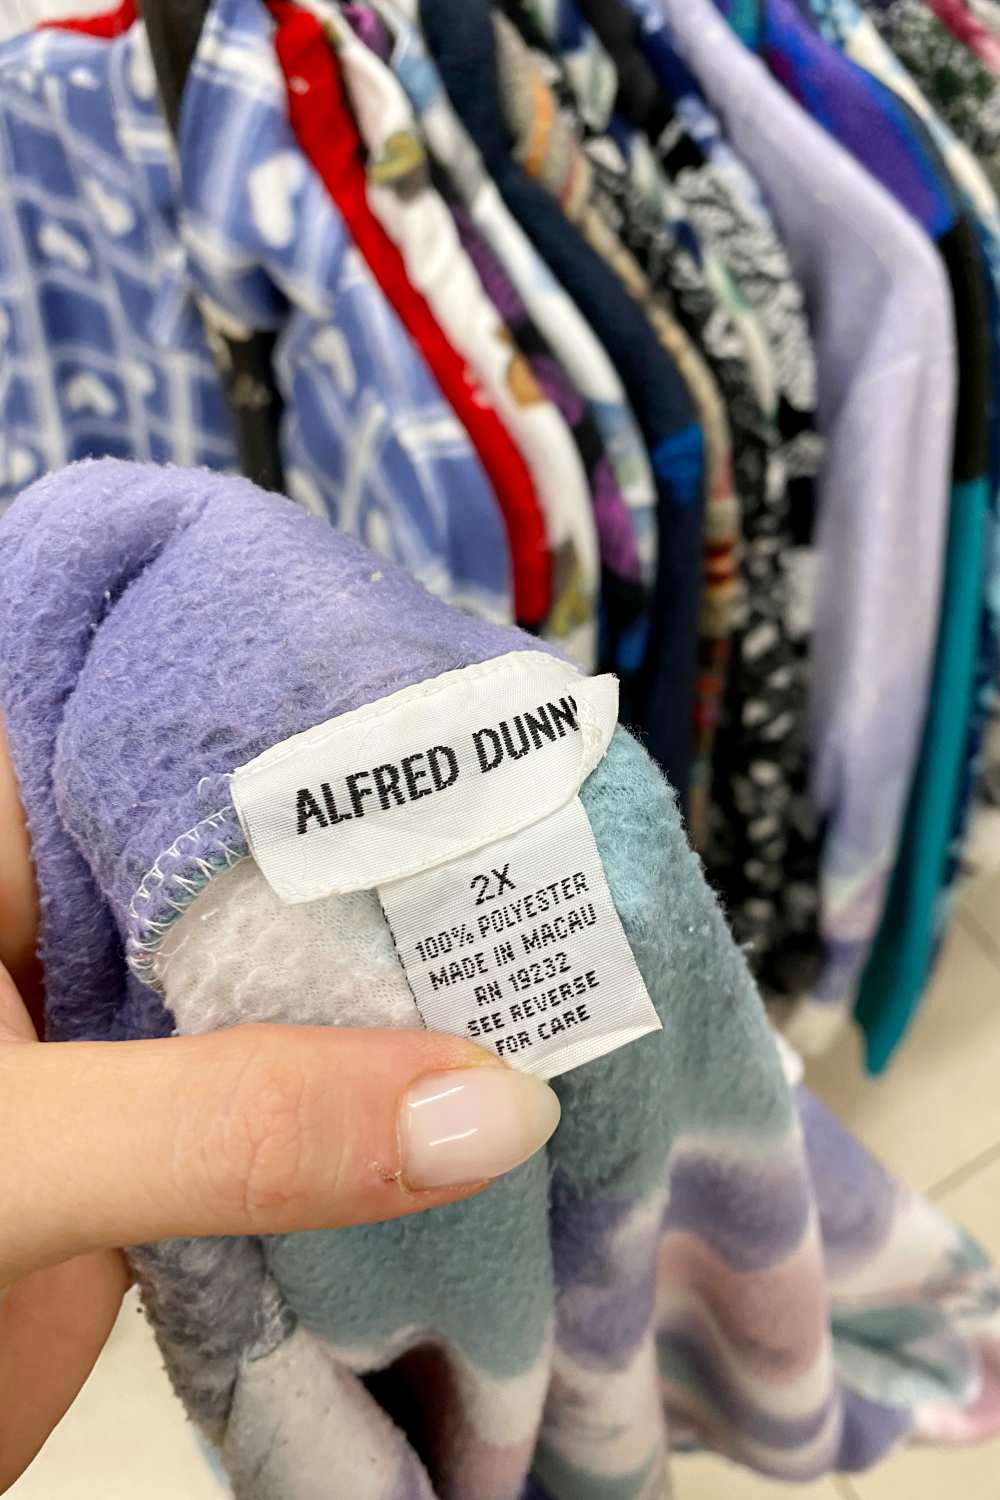 ALFRED DUNN
2X
100% POLYESTER
MADE IN MACAU
RN 19232
SEE REVERSE
FOR CARE